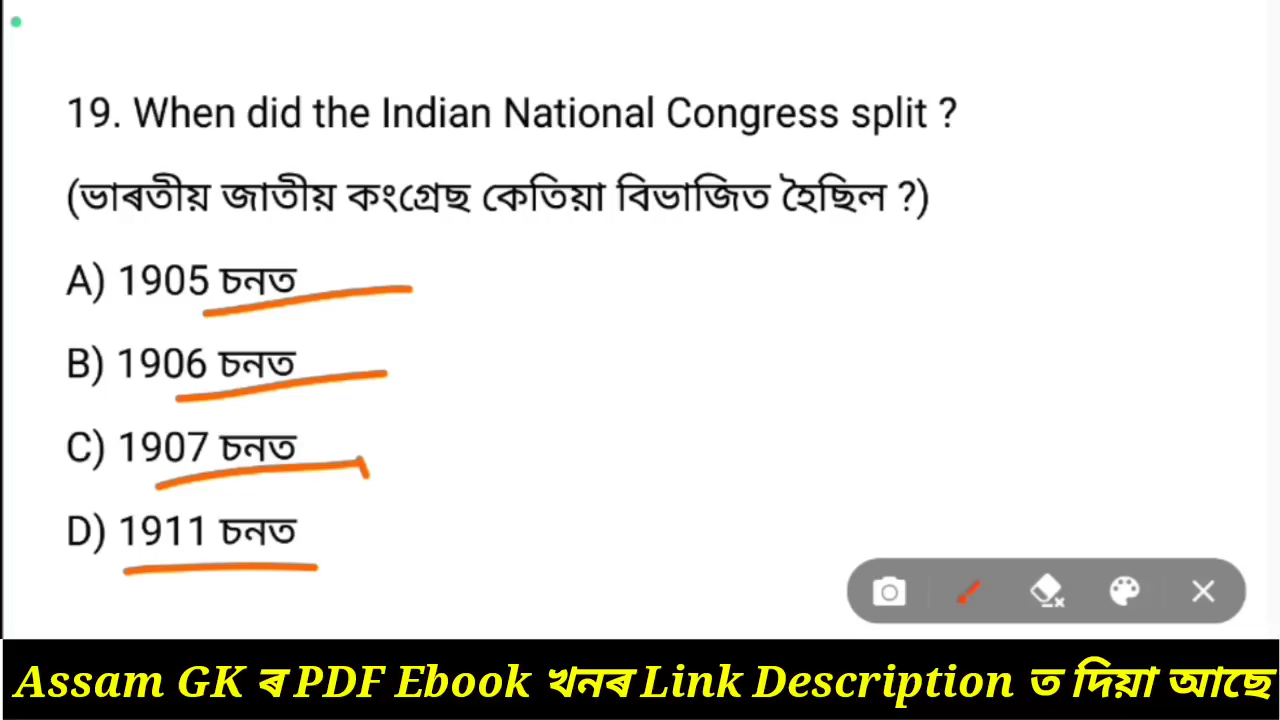 19. When did the Indian National Congress split ?
(ভাৰতীয় জাতীয় কংগ্ৰেছ কেতিয়া বিভাজিত হৈছিল ?)
A) 1905 চনত
B) 1906 চনত
C) 1907 চনত
D) 1911 চনত
Assam GK ৰ PDF Ebook খনৰ Link Description ত দিয়া আছে